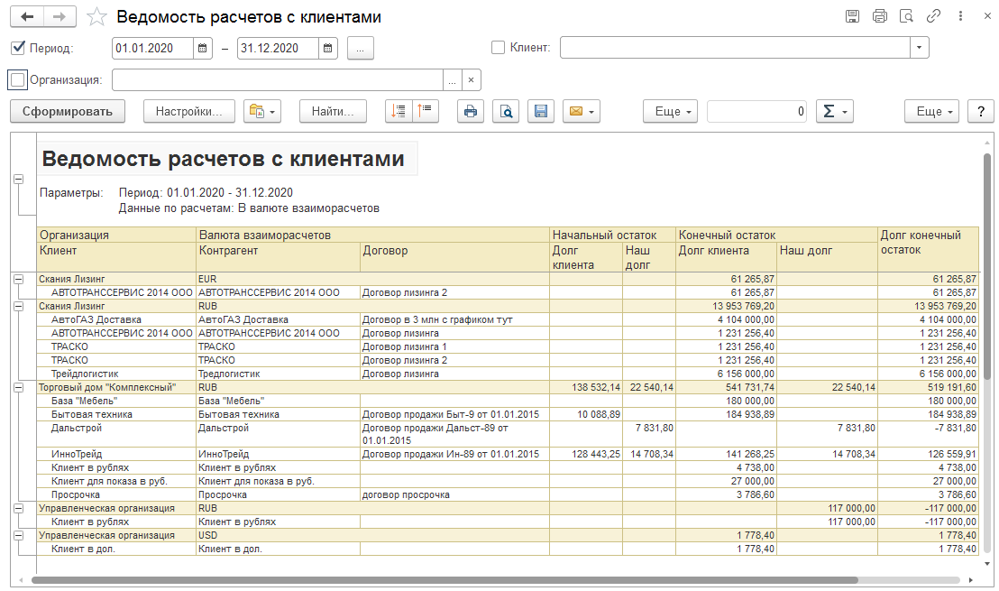 Ведомость расчетов с клиентами
Период: 01.01.2020 – 31.12.2020 ... Клиент:
Организация: ... ×
Сформировать Настройки... Найти... Еще 0 Σ Еще ?
Ведомость расчетов с клиентами
Параметры: Период: 01.01.2020 - 31.12.2020
Данные по расчетам: В валюте взаиморасчетов
Организация Валюта взаиморасчетов Начальный остаток Конечный остаток Долг конечный остаток
Клиент Контрагент Договор Долг клиента Наш долг Долг клиента Наш долг
Скания Лизинг EUR 61 265,87 61 265,87
АВТОТРАНССЕРВИС 2014 ООО АВТОТРАНССЕРВИС 2014 ООО Договор лизинга 2 61 265,87 61 265,87
Скания Лизинг RUB 13 953 769,20 13 953 769,20
АвтоГАЗ Доставка АвтоГАЗ Доставка Договор в 3 млн с графиком тут 4 104 000,00 4 104 000,00
АВТОТРАНССЕРВИС 2014 ООО АВТОТРАНССЕРВИС 2014 ООО Договор лизинга 1 231 256,40 1 231 256,40
ТРАСКО ТРАСКО Договор лизинга 1 1 231 256,40 1 231 256,40
ТРАСКО ТРАСКО Договор лизинга 2 1 231 256,40 1 231 256,40
Трейдлогистик Тредлогистик Договор лизинга 6 156 000,00 6 156 000,00
Торговый дом "Комплексный" RUB 138 532,14 22 540,14 541 731,74 22 540,14 519 191,60
База "Мебель" База "Мебель" 180 000,00 180 000,00
Бытовая техника Бытовая техника Договор продажи Быт-9 от 01.01.2015 10 088,89 184 938,89 184 938,89
Дальстрой Дальстрой Договор продажи Дальст-89 от 7 831,80 7 831,80 -7 831,80
01.01.2015
ИнноТрейд ИнноТрейд Договор продажи Ин-89 от 01.01.2015 128 443,25 14 708,34 141 268,25 14 708,34 126 559,91
Клиент в рублях Клиент в рублях 4 738,00 4 738,00
Клиент для показа в руб. Клиент для показа в руб. 27 000,00 27 000,00
Просрочка Просрочка договор просрочка 3 786,60 3 786,60
Управленческая организация RUB 117 000,00 -117 000,00
Клиент в рублях Клиент в рублях 117 000,00 -117 000,00
Управленческая организация USD 1 778,40 1 778,40
Клиент в дол. Клиент в дол. 1 778,40 1 778,40